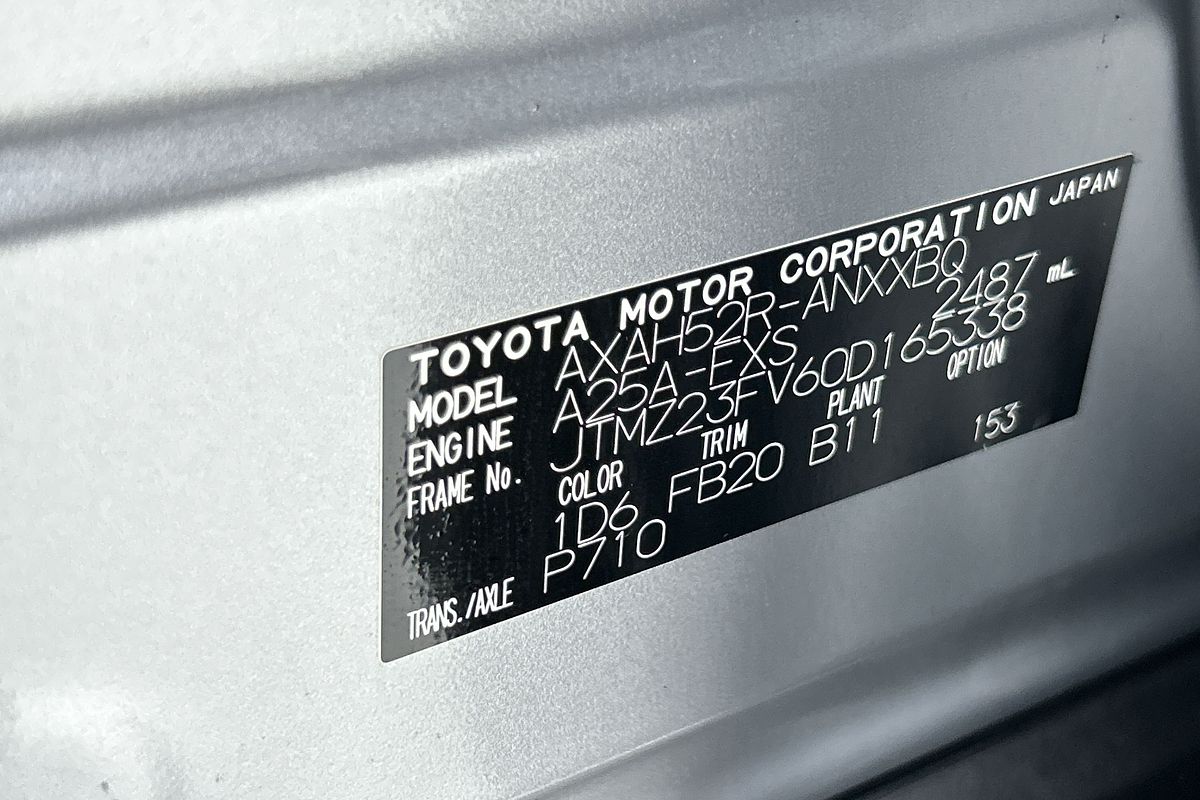 TOYOTA MOTOR CORPORATION JAPAN
MODEL AXAH52R-ANXXBQ
ENGINE A25A-FXS 2487 mL
FRAME No. JTMZ23FV60D165338
COLOR TRIM PLANT OPTION
1D6 FB20 B11 153
TRANS./AXLE P710